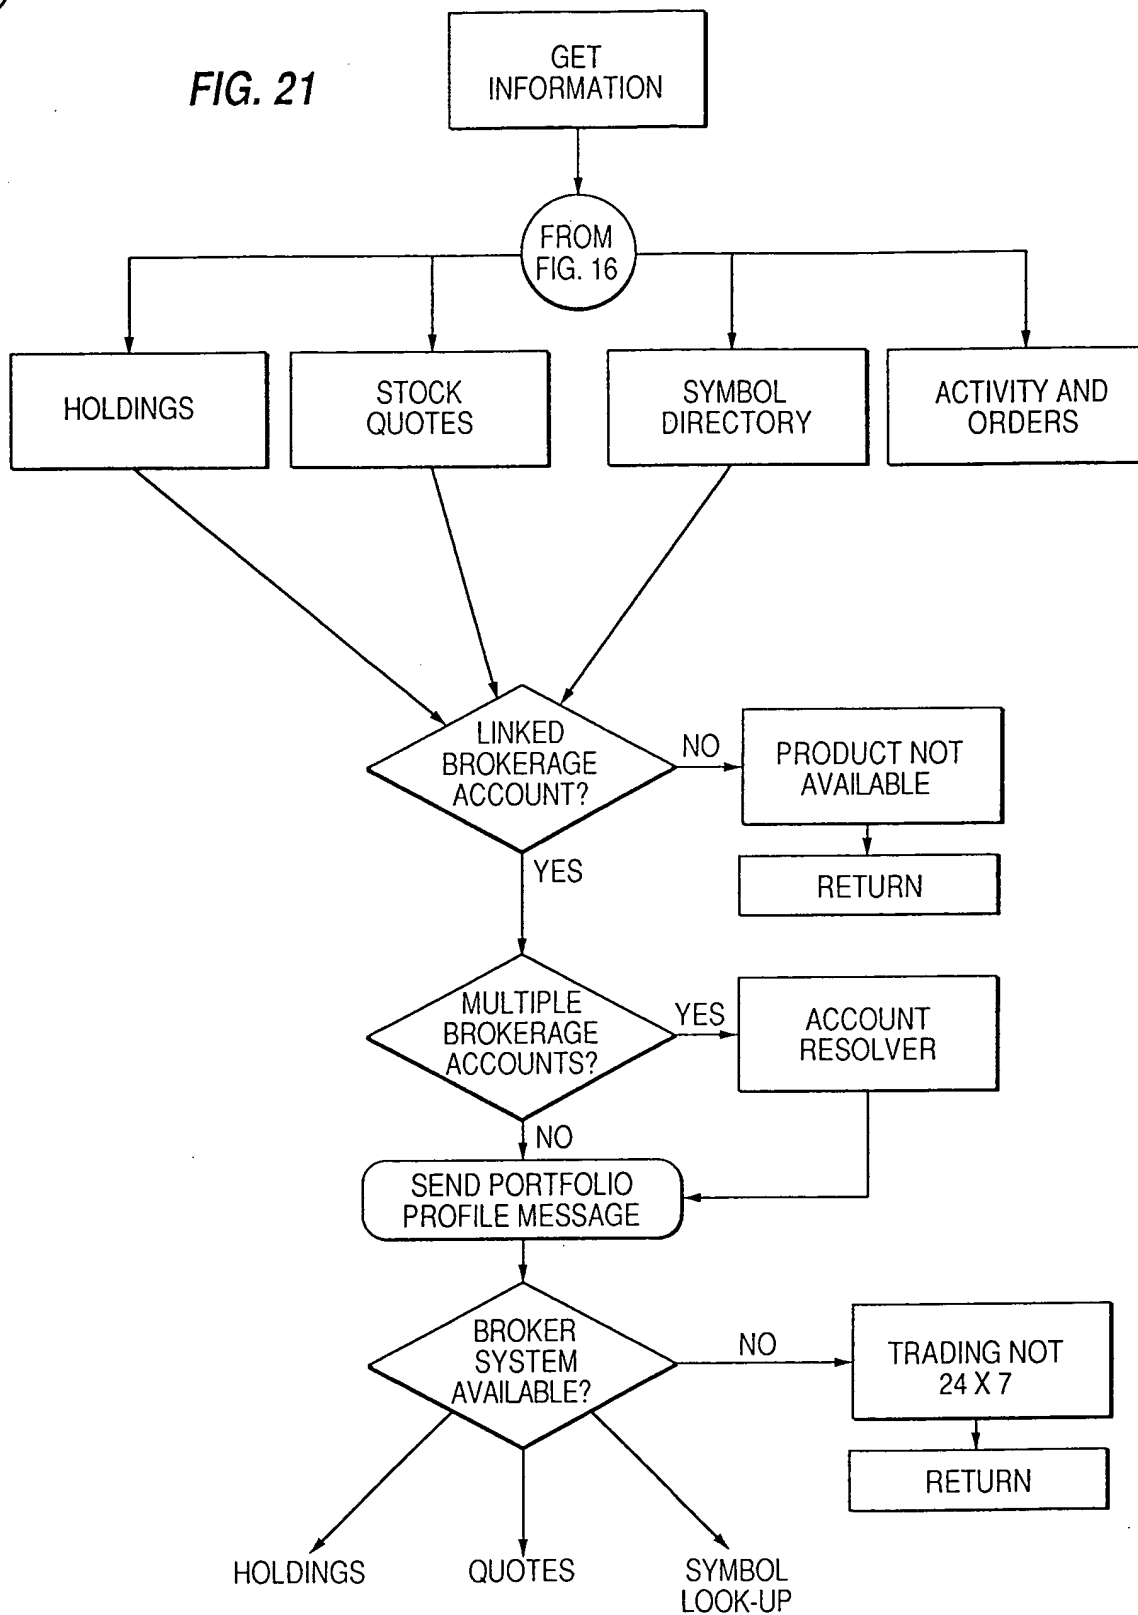 FIG. 21
GET
INFORMATION
FROM
FIG. 16
HOLDINGS
STOCK
QUOTES
SYMBOL
DIRECTORY
ACTIVITY AND
ORDERS
LINKED
BROKERAGE
ACCOUNT?
NO
PRODUCT NOT
AVAILABLE
RETURN
YES
MULTIPLE
BROKERAGE
ACCOUNTS?
YES
ACCOUNT
RESOLVER
NO
SEND PORTFOLIO
PROFILE MESSAGE
BROKER
SYSTEM
AVAILABLE?
NO
TRADING NOT
24 X 7
RETURN
HOLDINGS
QUOTES
SYMBOL
LOOK-UP